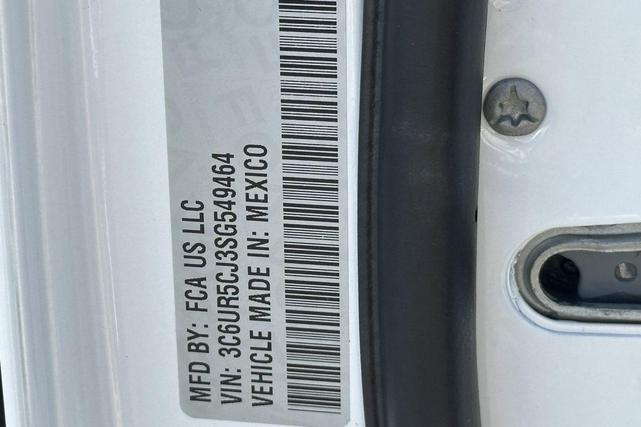 MFD BY: FCA US LLC
VIN: 3C6UR5CJ3SG549464
VEHICLE MADE IN: MEXICO